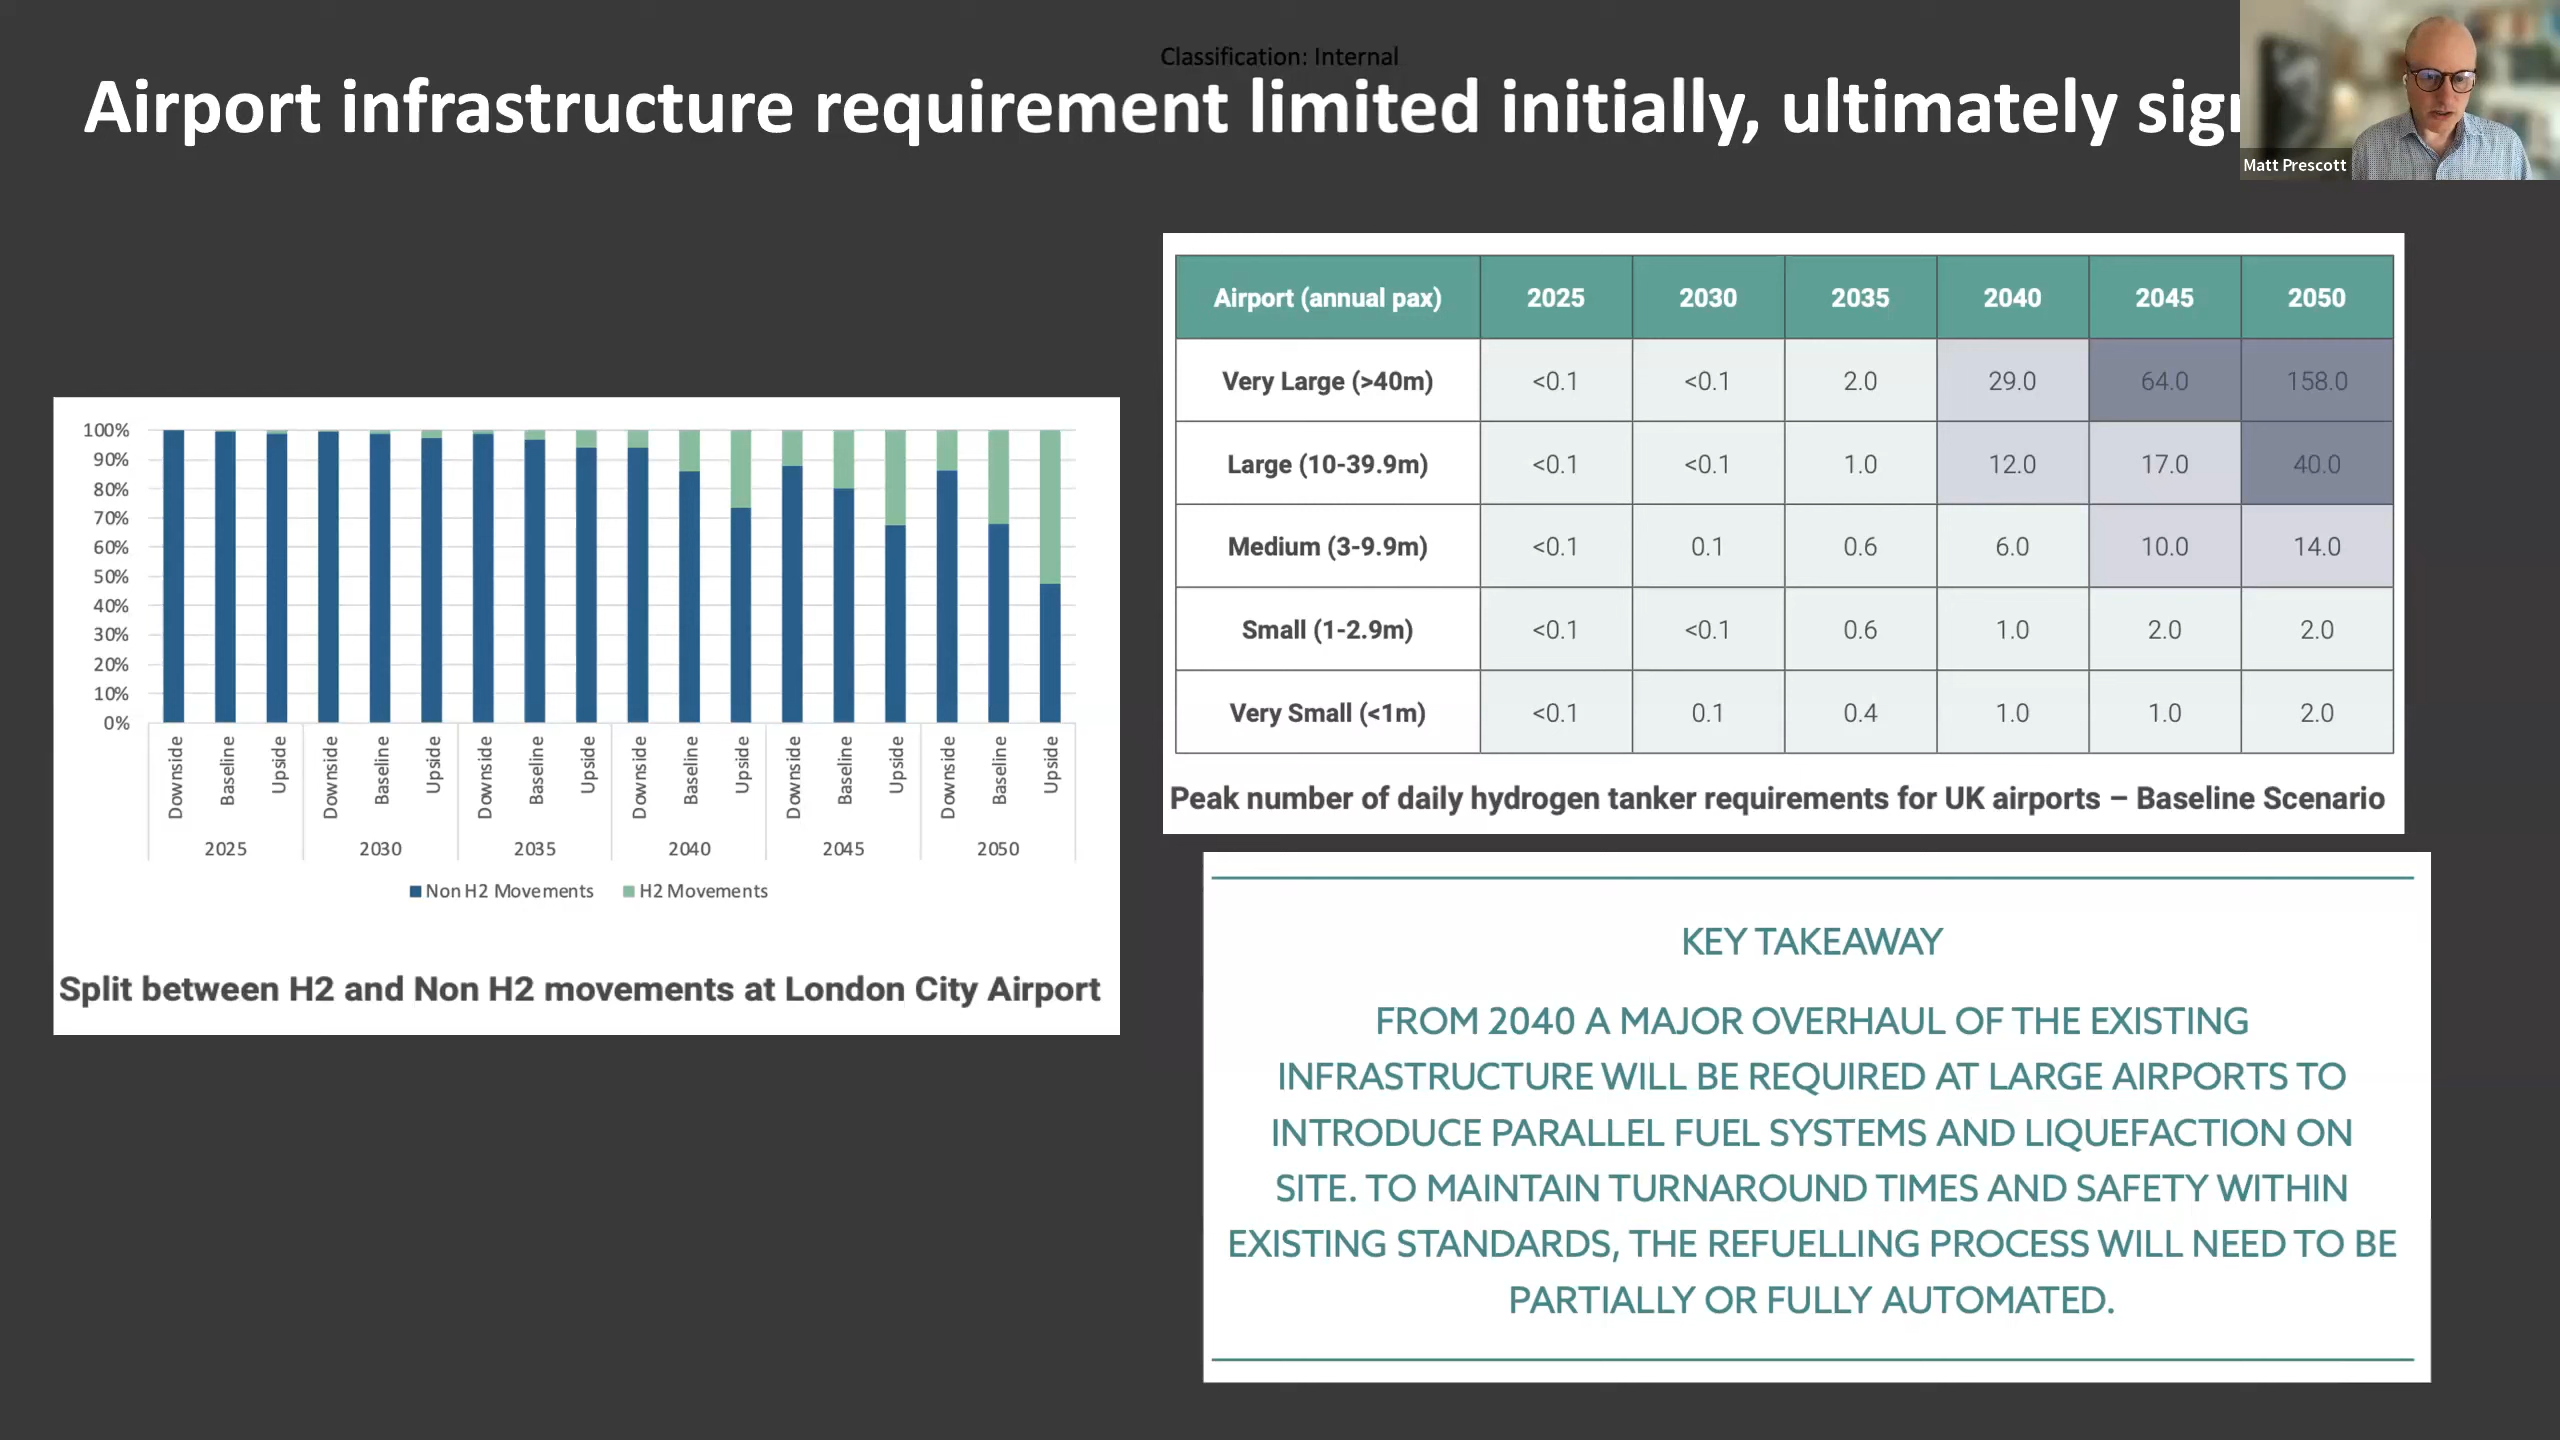 Classification: Internal
Airport infrastructure requirement limited initially, ultimately
Matt Prescott
100%
90%
80%
70%
60%
50%
40%
30%
20%
10%
0%
Downside Baseline Upside Downside Baseline Upside Downside Baseline Upside Downside Baseline Upside Downside Baseline Upside Downside Baseline Upside
2025 2030 2035 2040 2045 2050
Non H2 Movements H2 Movements
Split between H2 and Non H2 movements at London City Airport
Airport (annual pax) 2025 2030 2035 2040 2045 2050
Very Large (>40m) <0.1 <0.1 2.0 29.0 64.0 158.0
Large (10-39.9m) <0.1 <0.1 1.0 12.0 17.0 40.0
Medium (3-9.9m) <0.1 0.1 0.6 6.0 10.0 14.0
Small (1-2.9m) <0.1 <0.1 0.6 1.0 2.0 2.0
Very Small (<1m) <0.1 0.1 0.4 1.0 1.0 2.0
Peak number of daily hydrogen tanker requirements for UK airports – Baseline Scenario
KEY TAKEAWAY
FROM 2040 A MAJOR OVERHAUL OF THE EXISTING
INFRASTRUCTURE WILL BE REQUIRED AT LARGE AIRPORTS TO
INTRODUCE PARALLEL FUEL SYSTEMS AND LIQUEFACTION ON
SITE. TO MAINTAIN TURNAROUND TIMES AND SAFETY WITHIN
EXISTING STANDARDS, THE REFUELLING PROCESS WILL NEED TO BE
PARTIALLY OR FULLY AUTOMATED.